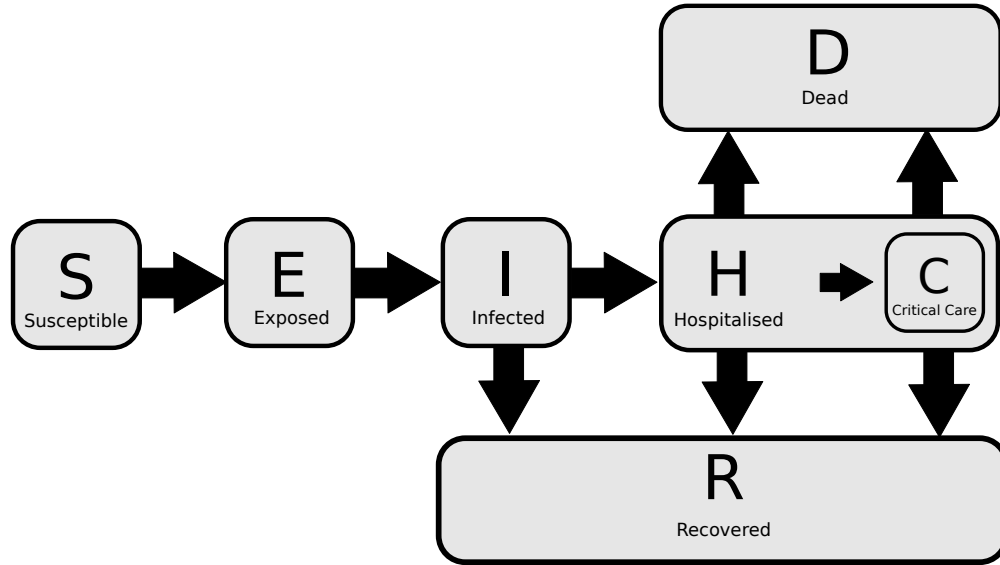 D
Dead
S
Susceptible
E
Exposed
I
Infected
H
Hospitalised
C
Critical Care
R
Recovered